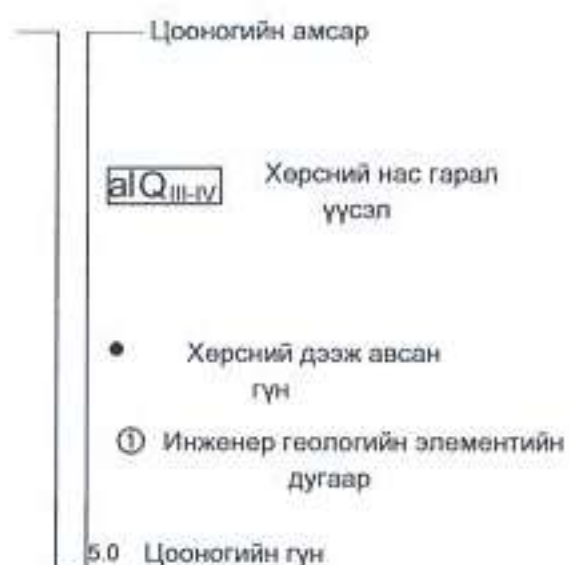 Цооногийн амсар
alQIII-IV
Хөрсний нас гарал
үүсэл
Хөрсний дээж авсан
гүн
① Инженер геологийн элементийн
дугаар
5.0 Цооногийн гүн